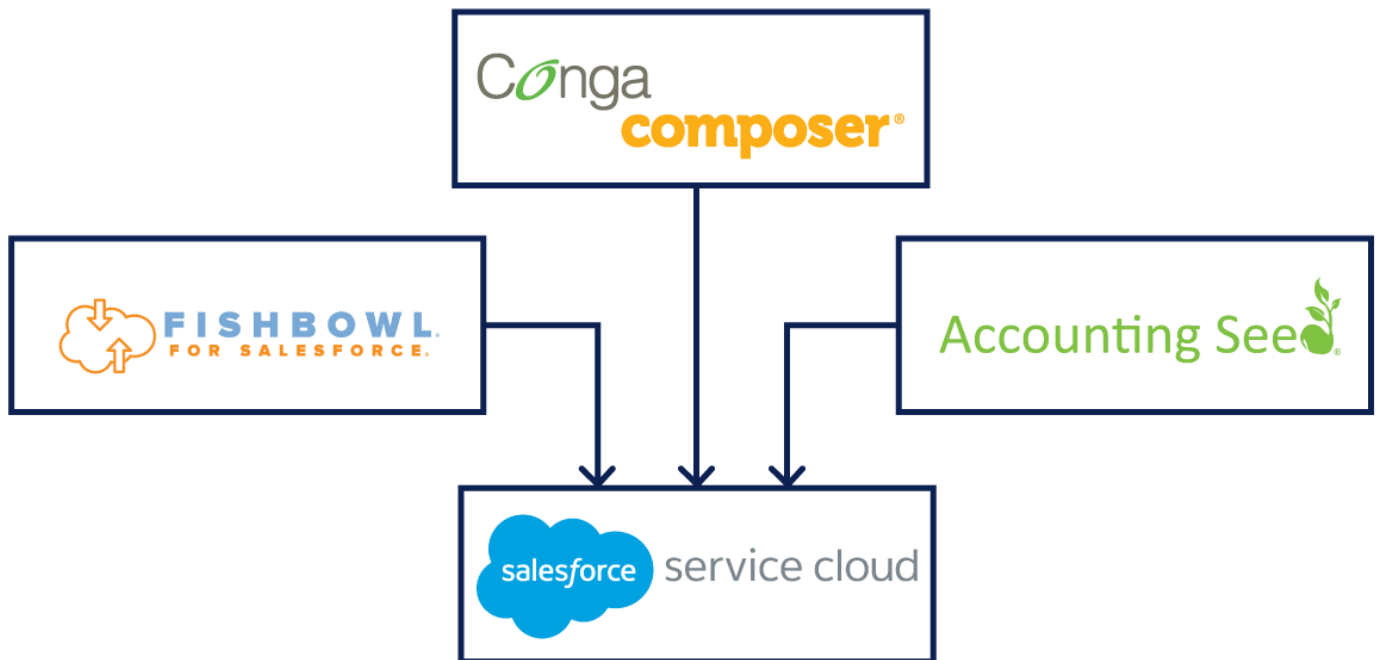 Conga
composer®
FISHBOWL®
FOR SALESFORCE®
Accounting Seed®
salesforce service cloud